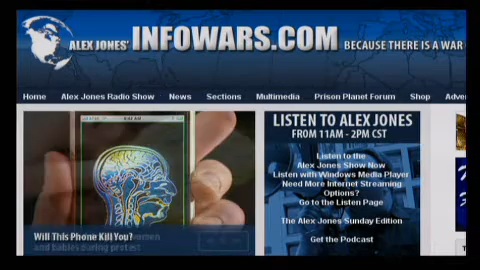 ALEX JONES' INFOWARS.COM BECAUSE THERE IS A WAR
Home Alex Jones Radio Show News Sections Multimedia Prison Planet Forum Shop
LISTEN TO ALEX JONES
FROM 11AM - 2PM CST
Listen to the
Alex Jones Show Now
Listen with Windows Media Player
Need More Internet Streaming
Options?
Go to the Listen Page
The Alex Jones Sunday Edition
Get the Podcast
Will This Phone Kill You?
and babies during protest